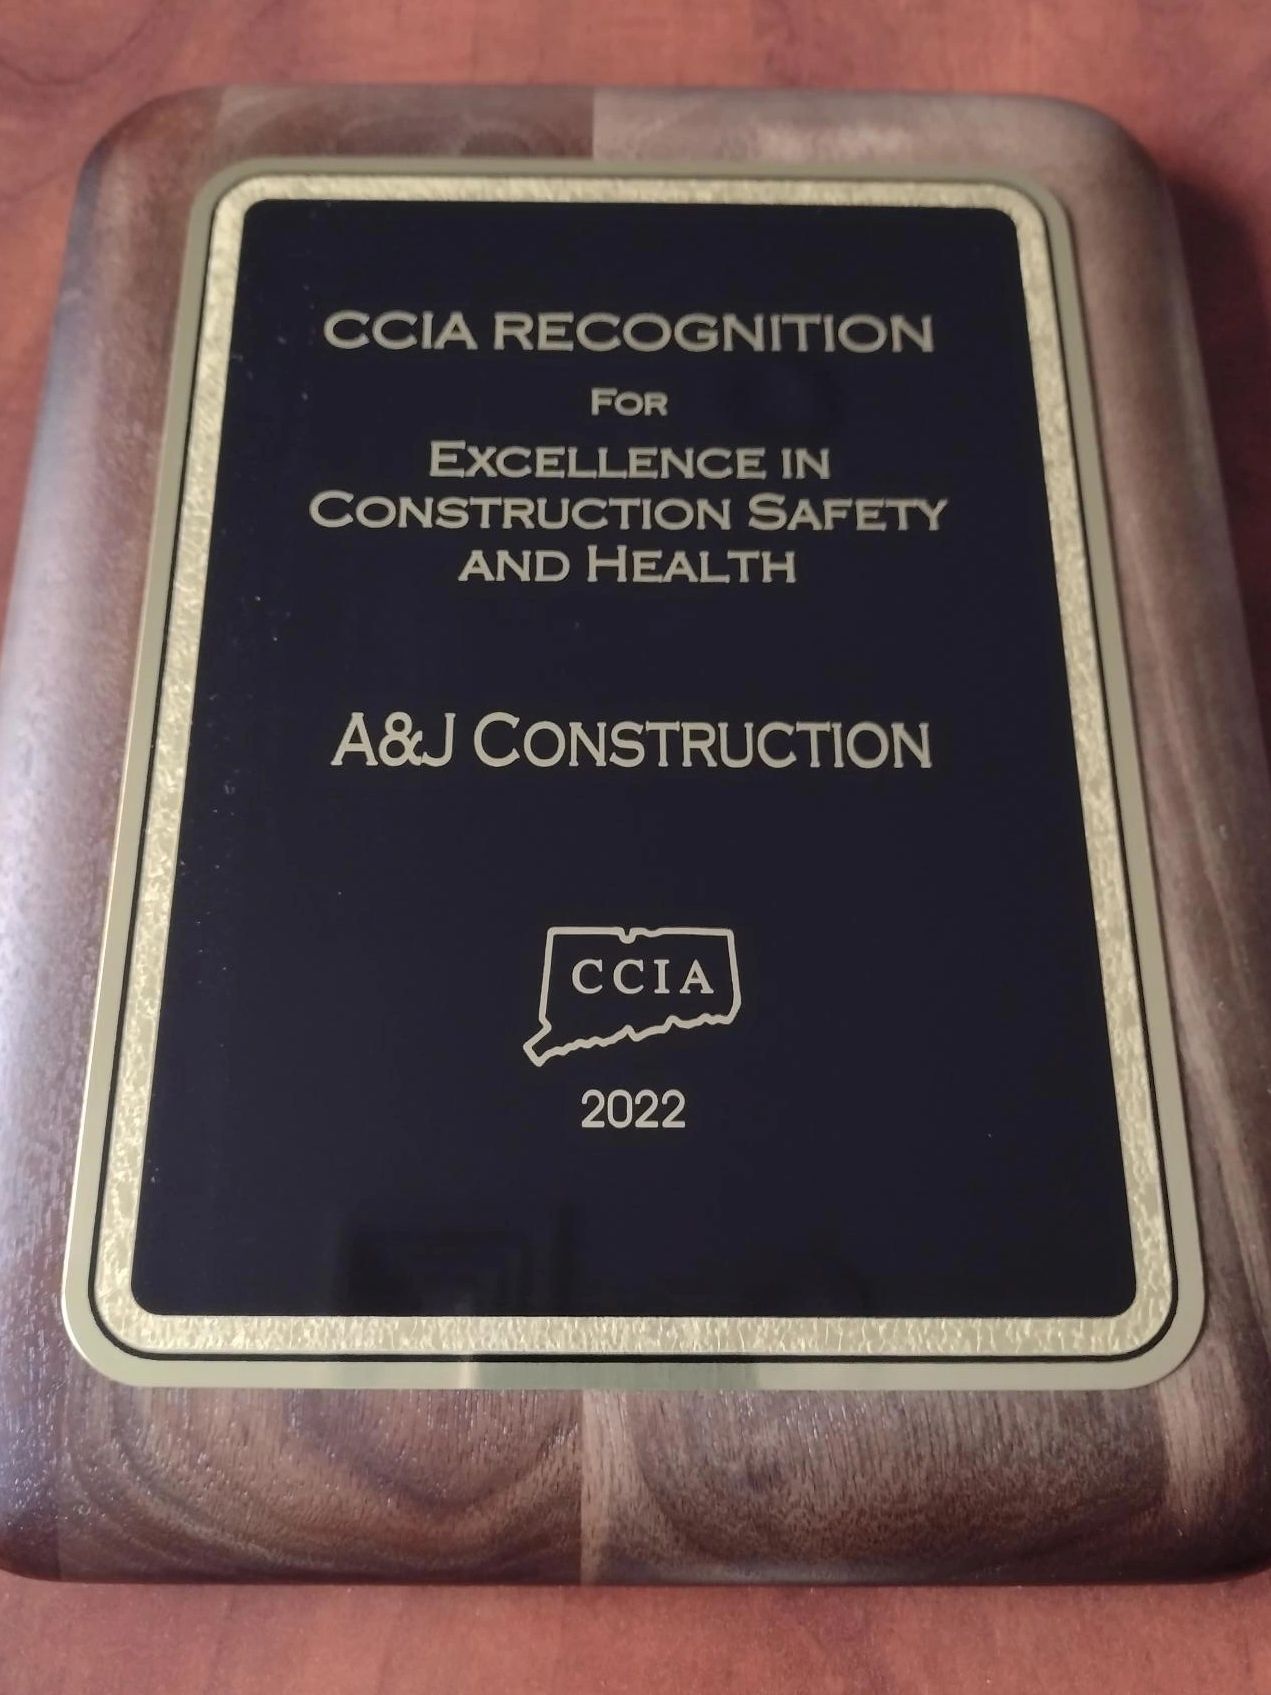 CCIA RECOGNITION
FOR
EXCELLENCE IN
CONSTRUCTION SAFETY
AND HEALTH
A&J CONSTRUCTION
CCIA
2022